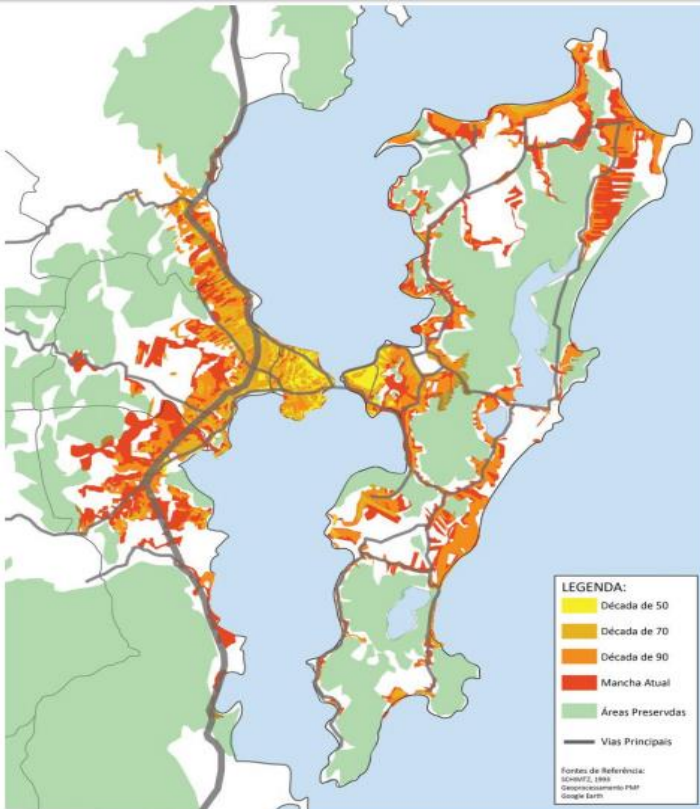 LEGENDA:
Década de 50
Década de 70
Década de 90
Mancha Atual
Áreas Preservdas
Vias Principais
Fontes de Referência:
SCHMITZ, 1993
Geoprocessamento PMF
Google Earth